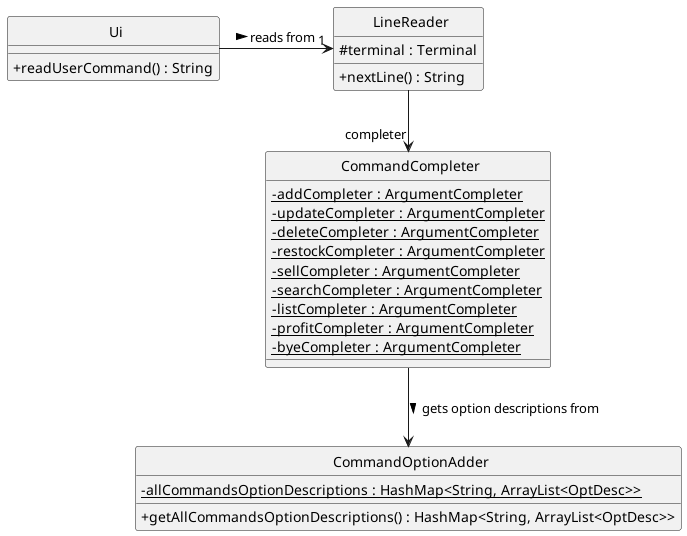 Ui
+readUserCommand() : String
reads from 1
LineReader
#terminal : Terminal
+nextLine() : String
completer
CommandCompleter
-addCompleter : ArgumentCompleter
-updateCompleter : ArgumentCompleter
-deleteCompleter : ArgumentCompleter
-restockCompleter : ArgumentCompleter
-sellCompleter : ArgumentCompleter
-searchCompleter : ArgumentCompleter
-listCompleter : ArgumentCompleter
-profitCompleter : ArgumentCompleter
-byeCompleter : ArgumentCompleter
gets option descriptions from
CommandOptionAdder
-allCommandsOptionDescriptions : HashMap<String, ArrayList<OptDesc>>
+getAllCommandsOptionDescriptions() : HashMap<String, ArrayList<OptDesc>>